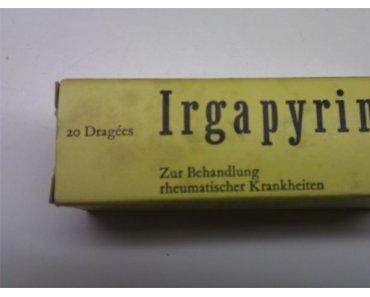 20 Dragées
Irgapyrin
Zur Behandlung
rheumatischer Krankheiten